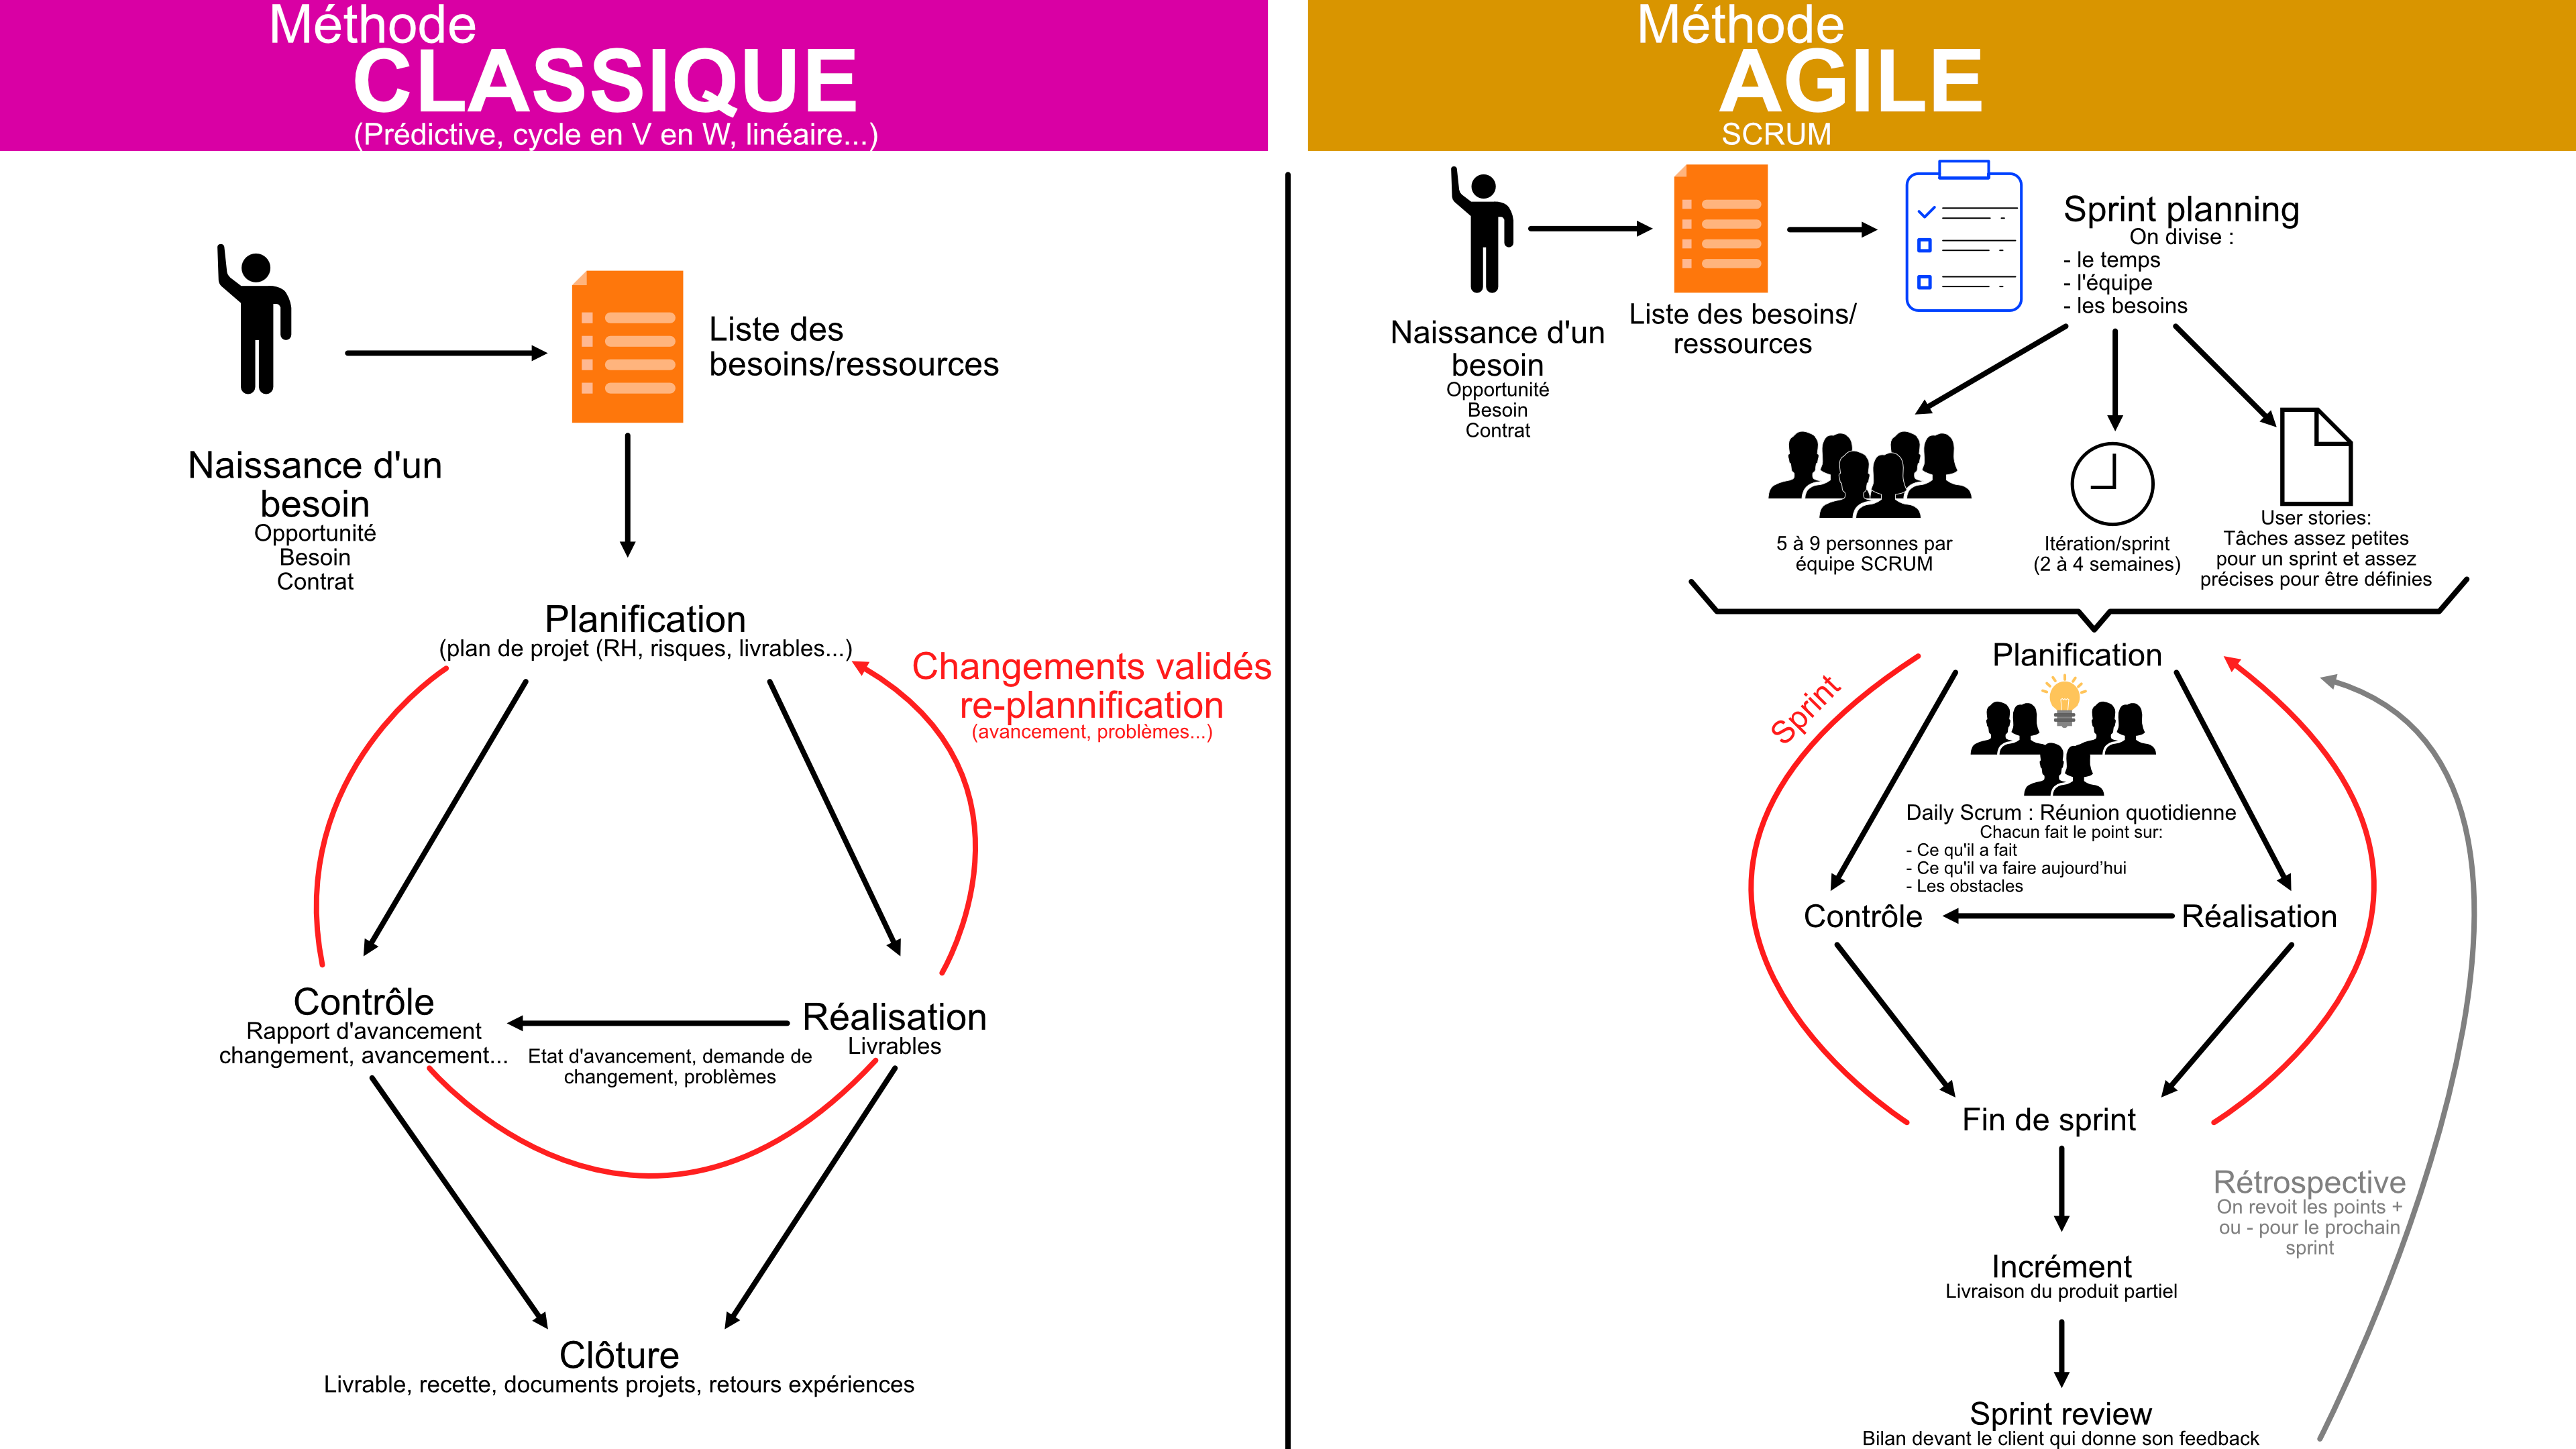 Méthode
CLASSIQUE
(Prédictive, cycle en V en W, linéaire...)
Naissance d'un
besoin
Opportunité
Besoin
Contrat
Liste des
besoins/ressources
Planification
(plan de projet (RH, risques, livrables...)
Changements validés
re-plannification
(avancement, problèmes...)
Contrôle
Rapport d'avancement
changement, avancement...
Etat d'avancement, demande de
changement, problèmes
Réalisation
Livrables
Clôture
Livrable, recette, documents projets, retours expériences
Méthode
AGILE
SCRUM
Naissance d'un
besoin
Opportunité
Besoin
Contrat
Liste des besoins/
ressources
Sprint planning
On divise :
- le temps
- l'équipe
- les besoins
5 à 9 personnes par
équipe SCRUM
Itération/sprint
(2 à 4 semaines)
User stories:
Tâches assez petites
pour un sprint et assez
précises pour être définies
Planification
Sprint
Daily Scrum : Réunion quotidienne
Chacun fait le point sur:
- Ce qu'il a fait
- Ce qu'il va faire aujourd’hui
- Les obstacles
Contrôle
Réalisation
Fin de sprint
Rétrospective
On revoit les points +
ou - pour le prochain
sprint
Incrément
Livraison du produit partiel
Sprint review
Bilan devant le client qui donne son feedback